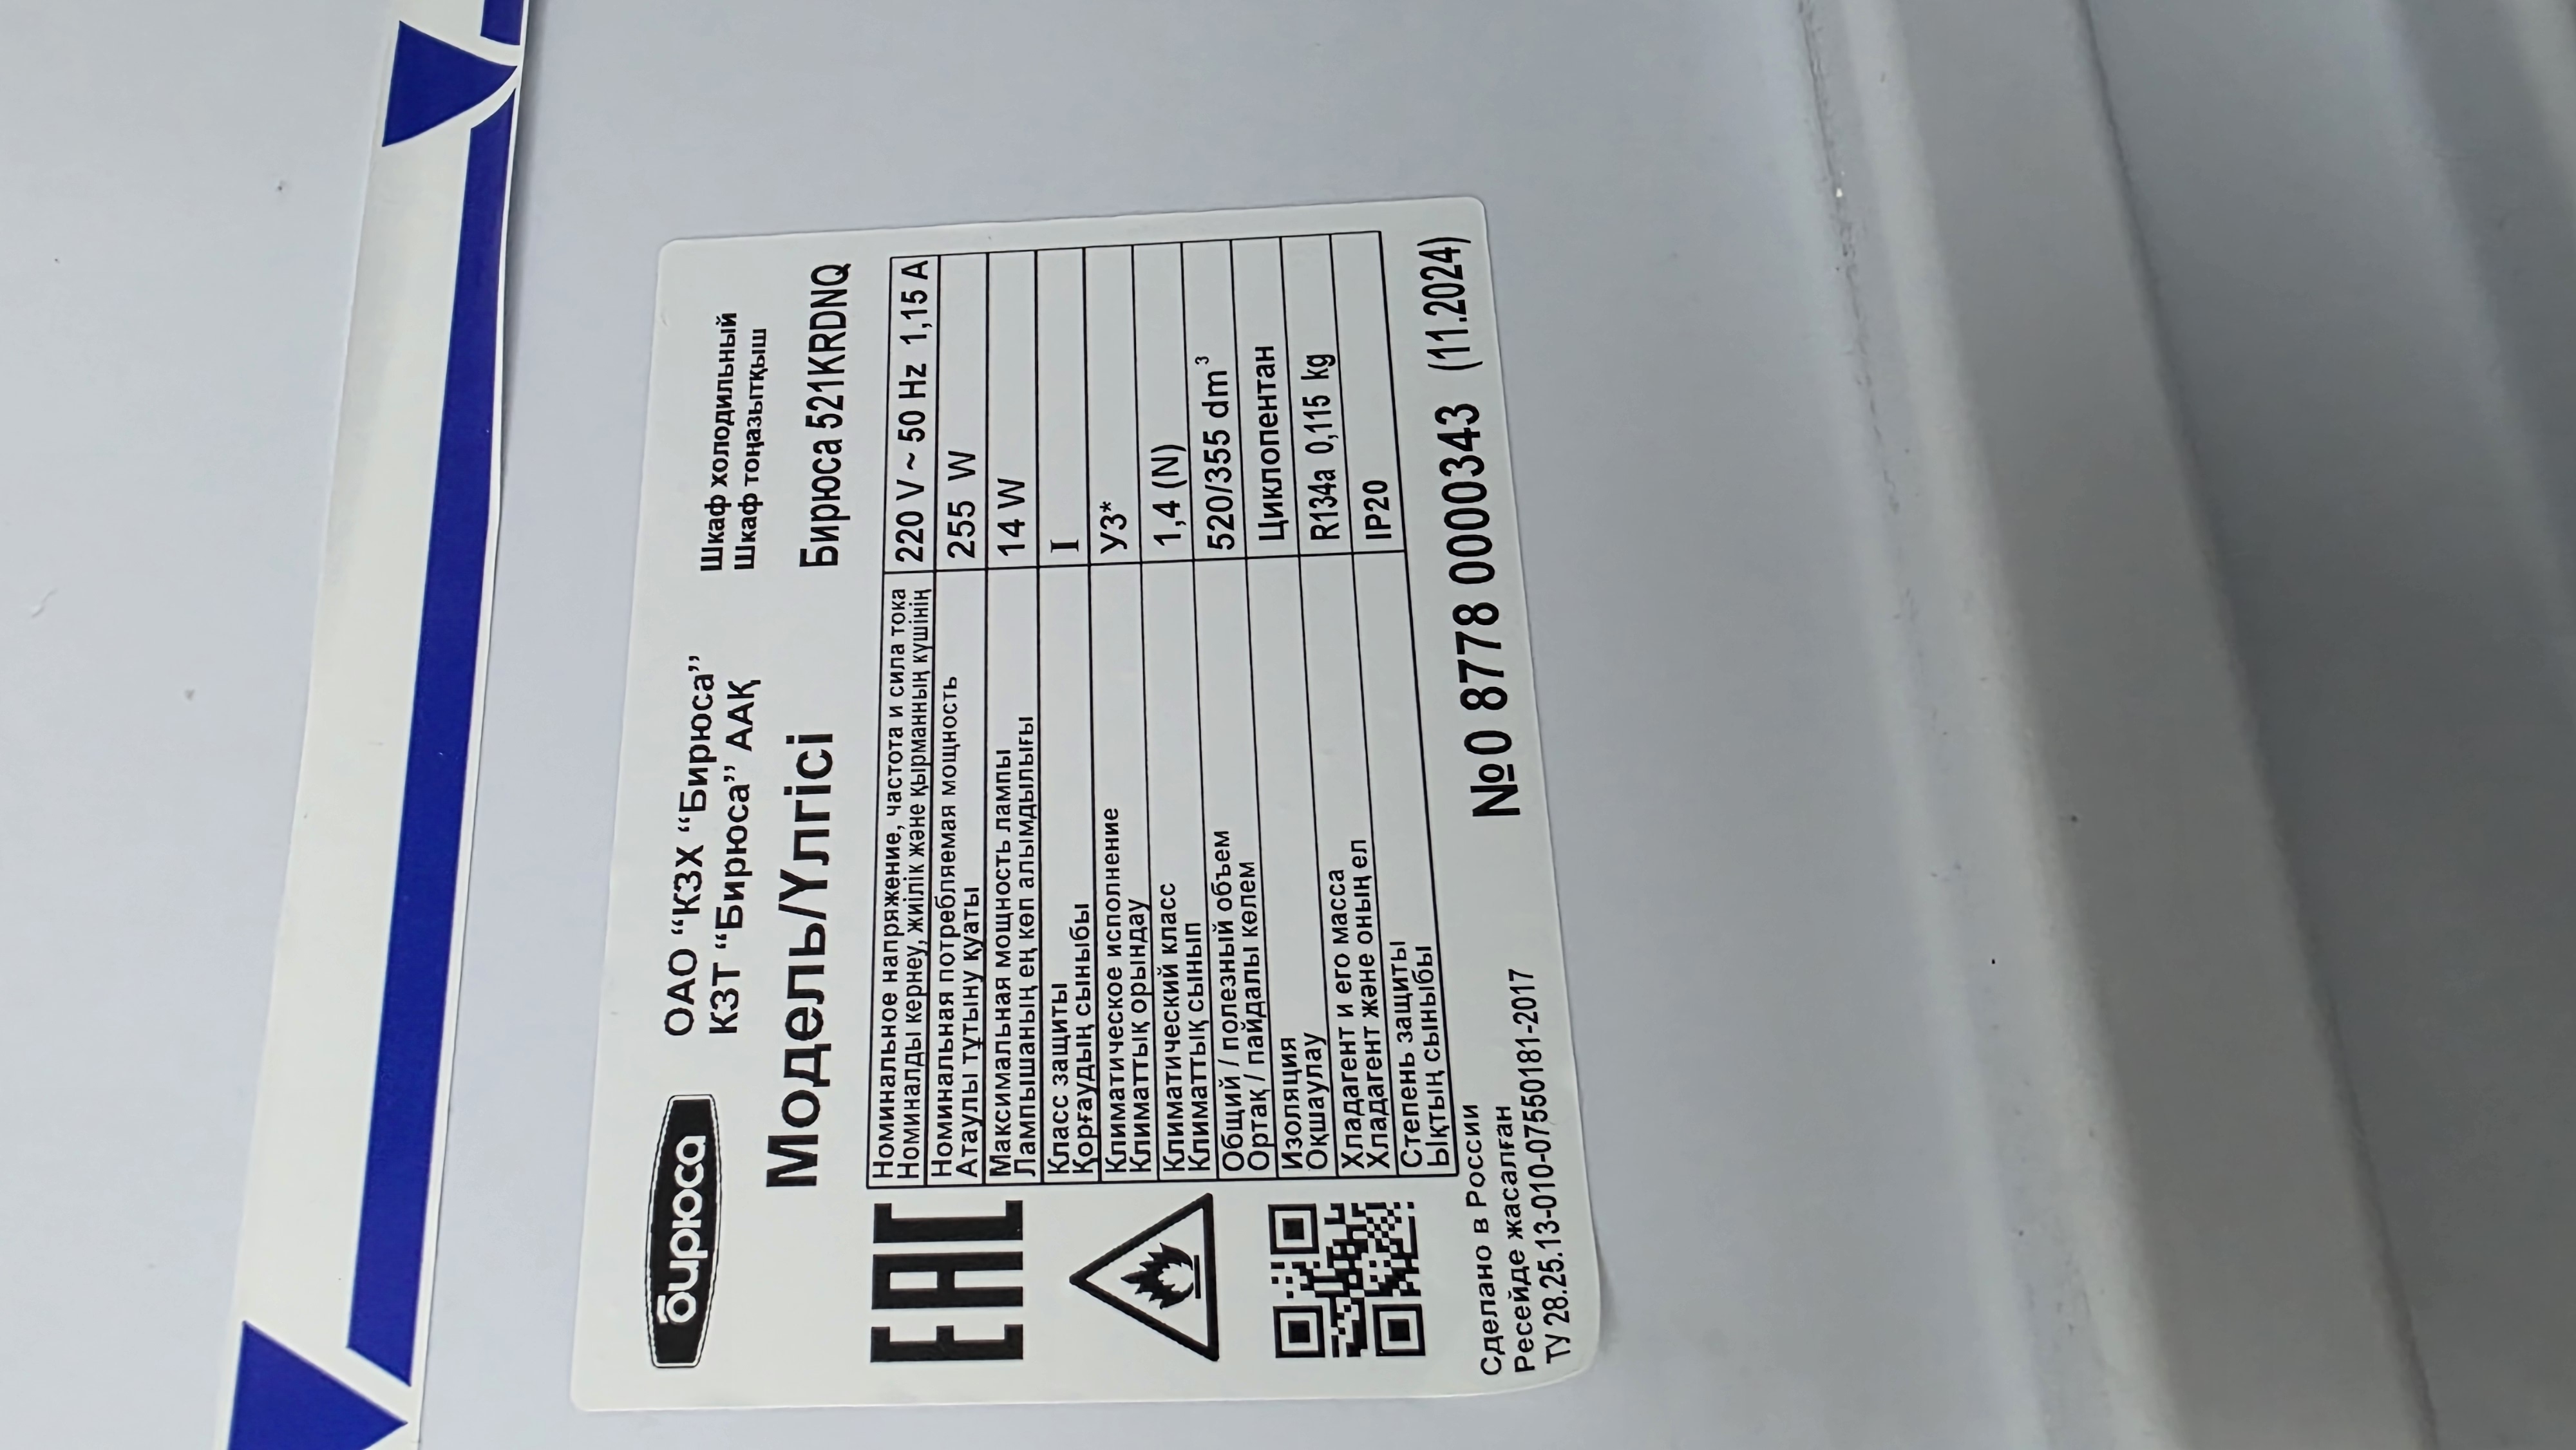 бирюса
ОАО “КЗХ “Бирюса”
КЗТ “Бирюса” ААҚ
Шкаф холодильный
Шкаф тоңазытқыш
Модель/Үлгісі
Бирюса 521KRDNQ
EAC
Номинальное напряжение, частота и сила тока
Номиналды кернеу, жиілік және қырманның күшінің
220 V ~ 50 Hz 1,15 A
Номинальная потребляемая мощность
Атаулы тұтыну қуаты
255 W
Максимальная мощность лампы
Лампышаның ең көп алымдылығы
14 W
Класс защиты
Қорғаудың сыныбы
I
Климатическое исполнение
Климаттық орындау
У3*
Климатический класс
Климаттық сынып
1,4 (N)
Общий / полезный объем
Ортақ / пайдалы көлем
520/355 dm³
Изоляция
Оқшаулау
Циклопентан
Хладагент и его масса
Хладагент және оның ел
R134a 0,115 kg
Степень защиты
Ықтың сыныбы
IP20
Сделано в России
Ресейде жасалған
ТУ 28.25.13-010-07550181-2017
№0 8778 0000343 (11.2024)